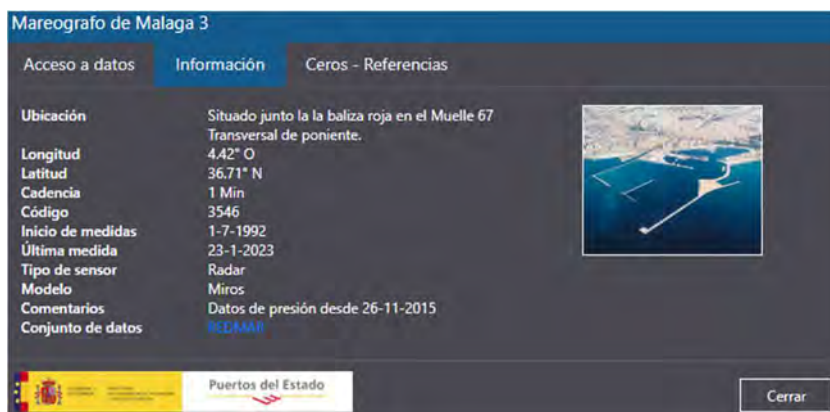 Mareografo de Malaga 3
Acceso a datos Información Ceros - Referencias
Ubicación Situado junto la la baliza roja en el Muelle 67
Transversal de poniente.
Longitud 4.42° O
Latitud 36.71° N
Cadencia 1 Min
Código 3546
Inicio de medidas 1-7-1992
Última medida 23-1-2023
Tipo de sensor Radar
Modelo Miros
Comentarios Datos de presión desde 26-11-2015
Conjunto de datos REDMAR
Puertos del Estado
Cerrar